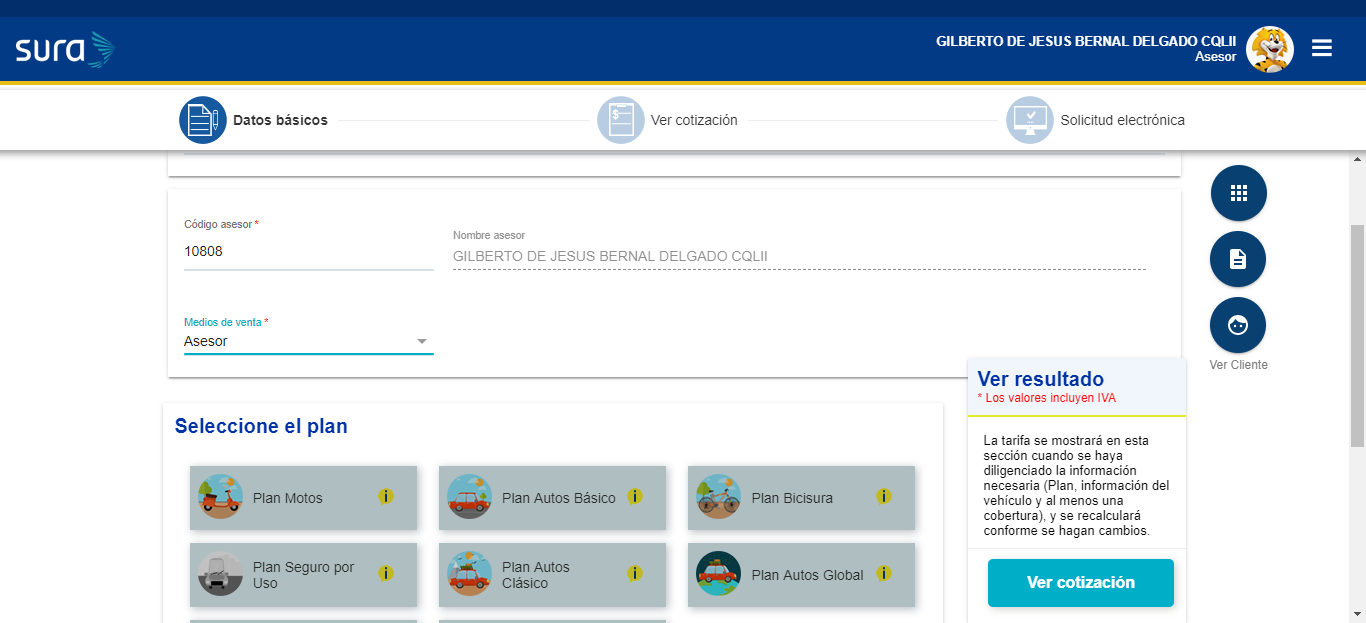 sura
GILBERTO DE JESUS BERNAL DELGADO CQLII
Asesor
Datos básicos
Ver cotización
Solicitud electrónica
Código asesor *
10808
Nombre asesor
GILBERTO DE JESUS BERNAL DELGADO CQLII
Medios de venta *
Asesor
Ver Cliente
Seleccione el plan
Plan Motos
Plan Autos Básico
Plan Bicisura
Plan Seguro por
Uso
Plan Autos
Clásico
Plan Autos Global
Ver resultado
* Los valores incluyen IVA
La tarifa se mostrará en esta
sección cuando se haya
diligenciado la información
necesaria (Plan, información del
vehículo y al menos una
cobertura), y se recalculará
conforme se hagan cambios.
Ver cotización